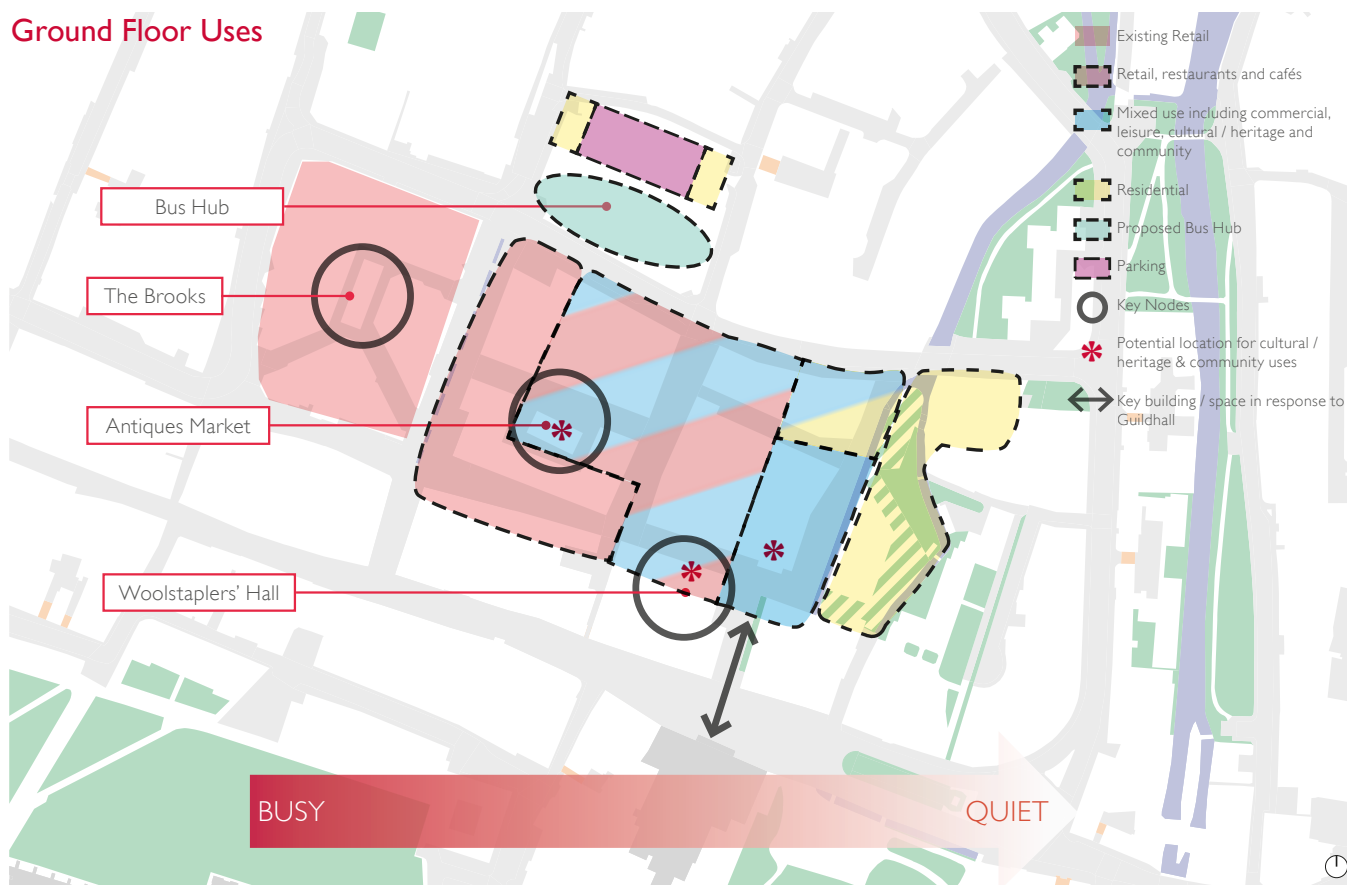 Ground Floor Uses
Existing Retail
Retail, restaurants and cafés
Mixed use including commercial,
leisure, cultural / heritage and
community
Residential
Proposed Bus Hub
Parking
Key Nodes
Potential location for cultural /
heritage & community uses
Key building / space in response to
Guildhall
Bus Hub
The Brooks
Antiques Market
Woolstaplers' Hall
BUSY
QUIET